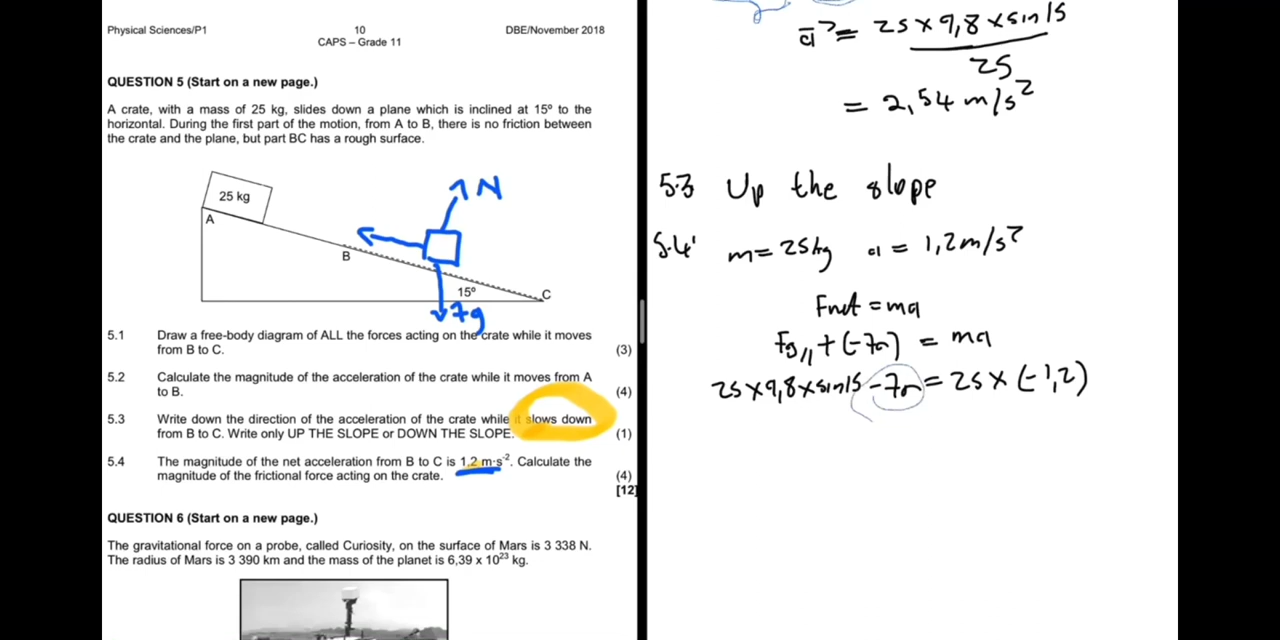 Physical Sciences/P1
10
CAPS – Grade 11
DBE/November 2018
QUESTION 5 (Start on a new page.)
A crate, with a mass of 25 kg, slides down a plane which is inclined at 15º to the
horizontal. During the first part of the motion, from A to B, there is no friction between
the crate and the plane, but part BC has a rough surface.
25 kg
A
B
15º
C
N
7g
5.1 Draw a free-body diagram of ALL the forces acting on the crate while it moves
from B to C. (3)
5.2 Calculate the magnitude of the acceleration of the crate while it moves from A
to B. (4)
5.3 Write down the direction of the acceleration of the crate while it slows down
from B to C. Write only UP THE SLOPE or DOWN THE SLOPE. (1)
5.4 The magnitude of the net acceleration from B to C is 1,2 m·s-2. Calculate the
magnitude of the frictional force acting on the crate. (4)
[12]
QUESTION 6 (Start on a new page.)
The gravitational force on a probe, called Curiosity, on the surface of Mars is 3 338 N.
The radius of Mars is 3 390 km and the mass of the planet is 6,39 x 10²³ kg.
= 25 x 9,8 x sin 15
25
= 2,54 m/s²
5.3 Up the slope
5.4 m = 25kg a = 1,2 m/s²
Fnet = ma
Fg// + (-Fr) = ma
25 x 9,8 x sin 15 - Fr = 25 x (-1,2)